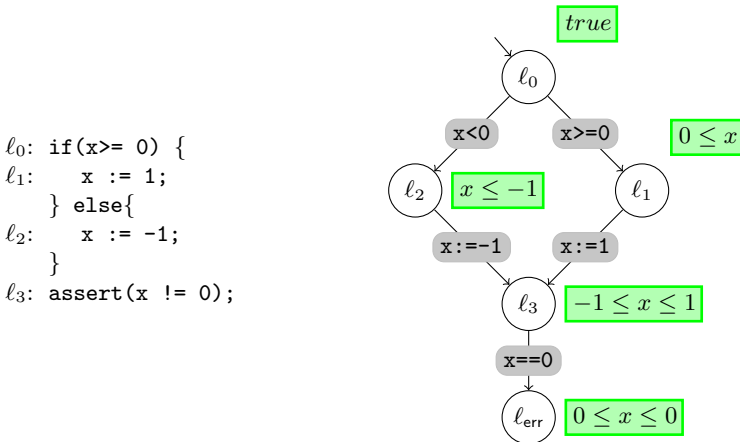 ℓ0: if(x>= 0) {
ℓ1: x := 1;
} else{
ℓ2: x := -1;
}
ℓ3: assert(x != 0);
true
ℓ0
x<0
x>=0
0 ≤ x
ℓ2
x ≤ −1
ℓ1
x:=-1
x:=1
ℓ3
−1 ≤ x ≤ 1
x==0
ℓerr
0 ≤ x ≤ 0